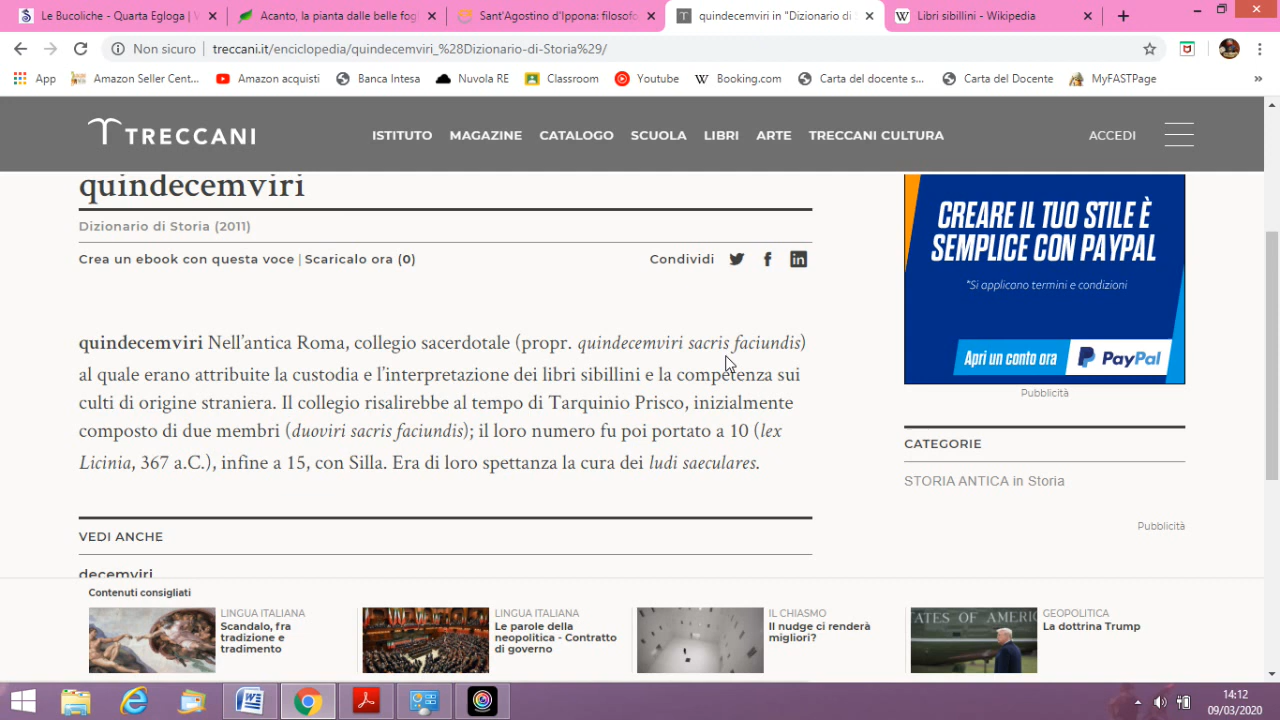 Le Bucoliche - Quarta Egloga | V
Acanto, la pianta dalle belle fog
Sant'Agostino d'Ippona: filosofo
quindecemviri in "Dizionario di S
Libri sibillini - Wikipedia
Non sicuro | treccani.it/enciclopedia/quindecemviri_%28Dizionario-di-Storia%29/
App
Amazon Seller Cent...
Amazon acquisti
Banca Intesa
Nuvola RE
Classroom
Youtube
Booking.com
Carta del docente s...
Carta del Docente
MyFASTPage
»
TRECCANI
ISTITUTO
MAGAZINE
CATALOGO
SCUOLA
LIBRI
ARTE
TRECCANI CULTURA
ACCEDI
quindecemviri
Dizionario di Storia (2011)
Crea un ebook con questa voce | Scaricalo ora (0)
Condividi
quindecemviri Nell'antica Roma, collegio sacerdotale (propr. quindecemviri sacris faciundis)
al quale erano attribuite la custodia e l'interpretazione dei libri sibillini e la competenza sui
culti di origine straniera. Il collegio risalirebbe al tempo di Tarquinio Prisco, inizialmente
composto di due membri (duoviri sacris faciundis); il loro numero fu poi portato a 10 (lex
Licinia, 367 a.C.), infine a 15, con Silla. Era di loro spettanza la cura dei ludi saeculares.
VEDI ANCHE
decemviri
CREARE IL TUO STILE È
SEMPLICE CON PAYPAL
*Si applicano termini e condizioni
Apri un conto ora
PayPal
Pubblicità
CATEGORIE
STORIA ANTICA in Storia
Pubblicità
Contenuti consigliati
LINGUA ITALIANA
Scandalo, fra
tradizione e
tradimento
LINGUA ITALIANA
Le parole della
neopolitica - Contratto
di governo
IL CHIASMO
Il nudge ci renderà
migliori?
ATES OF AMERIC
GEOPOLITICA
La dottrina Trump
14:12
09/03/2020